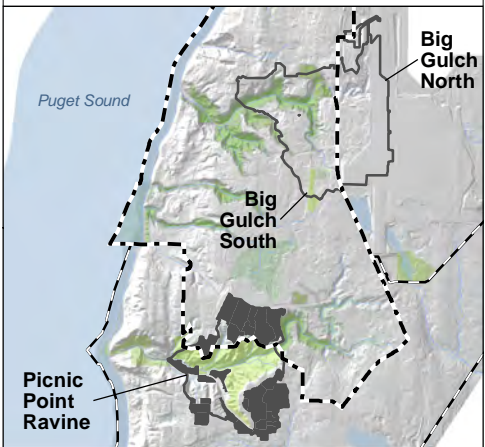 Big
Gulch
North
Puget Sound
Big
Gulch
South
Picnic
Point
Ravine